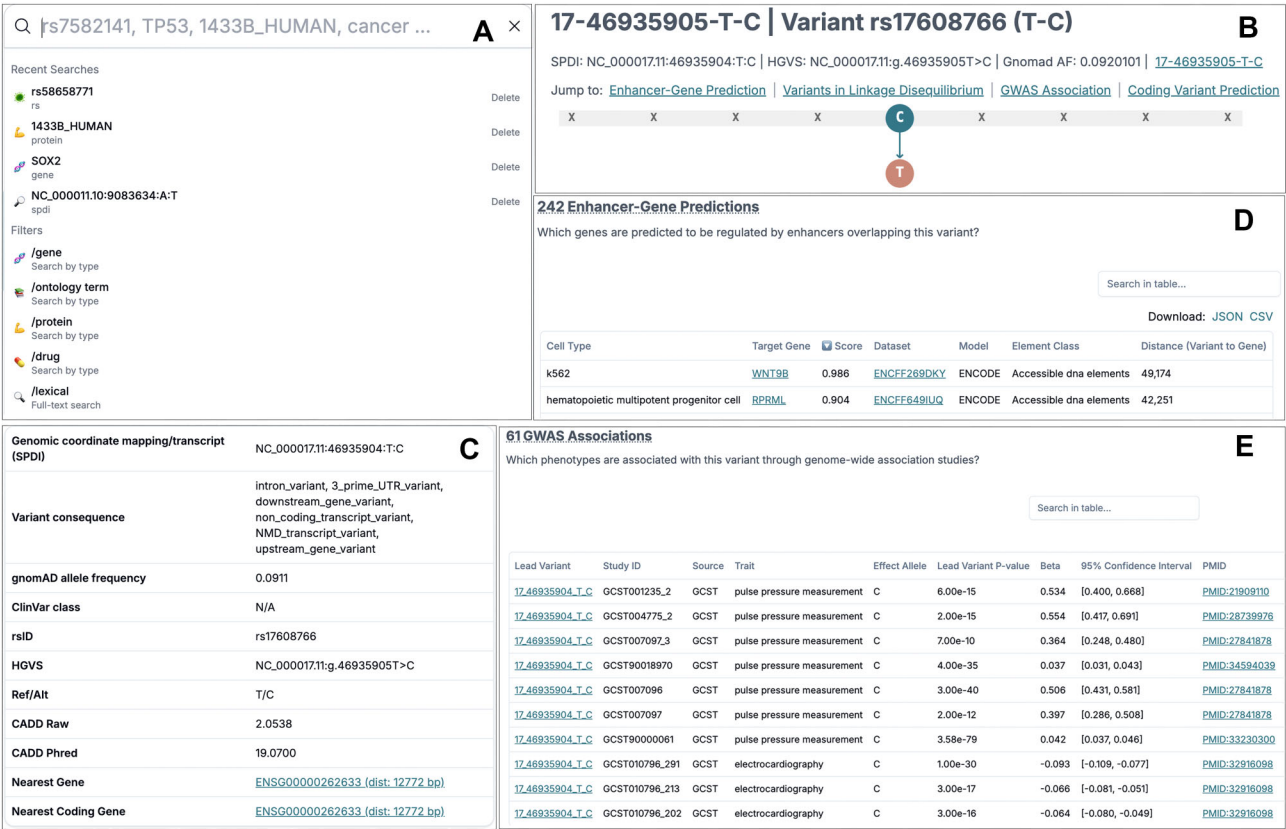 rs7582141, TP53, 1433B_HUMAN, cancer ...
A
Recent Searches
rs58658771
rs
Delete
1433B_HUMAN
protein
Delete
SOX2
gene
Delete
NC_000011.10:9083634:A:T
spdi
Delete
Filters
/gene
Search by type
/ontology term
Search by type
/protein
Search by type
/drug
Search by type
/lexical
Full-text search
17-46935905-T-C | Variant rs17608766 (T-C)
B
SPDI: NC_000017.11:46935904:T:C | HGVS: NC_000017.11:g.46935905T>C | Gnomad AF: 0.0920101 | 17-46935905-T-C
Jump to: Enhancer-Gene Prediction | Variants in Linkage Disequilibrium | GWAS Association | Coding Variant Prediction
X X X X C X X X X
T
242 Enhancer-Gene Predictions
D
Which genes are predicted to be regulated by enhancers overlapping this variant?
Search in table...
Download: JSON CSV
Cell Type Target Gene Score Dataset Model Element Class Distance (Variant to Gene)
k562 WNT9B 0.986 ENCFF269DKY ENCODE Accessible dna elements 49,174
hematopoietic multipotent progenitor cell RPRML 0.904 ENCFF649IUQ ENCODE Accessible dna elements 42,251
C
Genomic coordinate mapping/transcript
(SPDI)
NC_000017.11:46935904:T:C
Variant consequence
intron_variant, 3_prime_UTR_variant,
downstream_gene_variant,
non_coding_transcript_variant,
NMD_transcript_variant,
upstream_gene_variant
gnomAD allele frequency 0.0911
ClinVar class N/A
rsID rs17608766
HGVS NC_000017.11:g.46935905T>C
Ref/Alt T/C
CADD Raw 2.0538
CADD Phred 19.0700
Nearest Gene ENSG00000262633 (dist: 12772 bp)
Nearest Coding Gene ENSG00000262633 (dist: 12772 bp)
61 GWAS Associations
E
Which phenotypes are associated with this variant through genome-wide association studies?
Search in table...
Lead Variant Study ID Source Trait Effect Allele Lead Variant P-value Beta 95% Confidence Interval PMID
17_46935904_T_C GCST001235_2 GCST pulse pressure measurement C 6.00e-15 0.534 [0.400, 0.668] PMID:21909110
17_46935904_T_C GCST004775_2 GCST pulse pressure measurement C 2.00e-15 0.554 [0.417, 0.691] PMID:28739976
17_46935904_T_C GCST007097_3 GCST pulse pressure measurement C 7.00e-10 0.364 [0.248, 0.480] PMID:27841878
17_46935904_T_C GCST90018970 GCST pulse pressure measurement C 4.00e-35 0.037 [0.031, 0.043] PMID:34594039
17_46935904_T_C GCST007096 GCST pulse pressure measurement C 3.00e-40 0.506 [0.431, 0.581] PMID:27841878
17_46935904_T_C GCST007097 GCST pulse pressure measurement C 2.00e-12 0.397 [0.286, 0.508] PMID:27841878
17_46935904_T_C GCST90000061 GCST pulse pressure measurement C 3.58e-79 0.042 [0.037, 0.046] PMID:33230300
17_46935904_T_C GCST010796_291 GCST electrocardiography C 1.00e-30 -0.093 [-0.109, -0.077] PMID:32916098
17_46935904_T_C GCST010796_213 GCST electrocardiography C 3.00e-17 -0.066 [-0.081, -0.051] PMID:32916098
17_46935904_T_C GCST010796_202 GCST electrocardiography C 3.00e-16 -0.064 [-0.080, -0.049] PMID:32916098